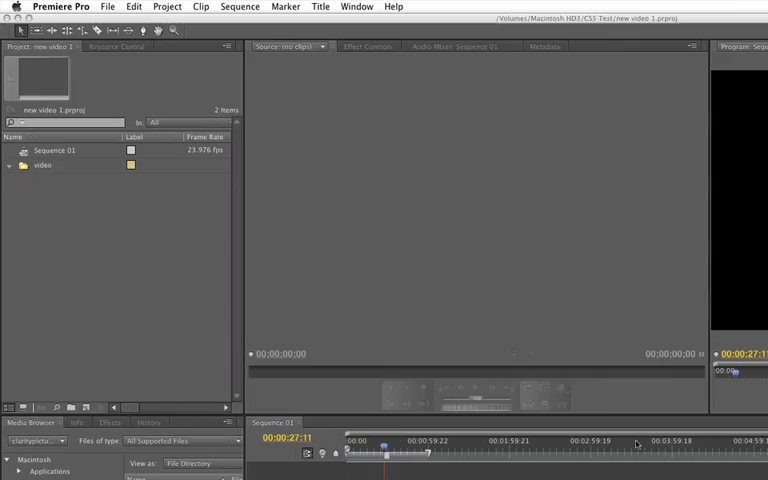 Premiere Pro File Edit Project Clip Sequence Marker Title Window Help
/Volumes/Macintosh HD3/CS5 Test/new video 1.prproj
Project: new video 1 Resource Central Source: (no clips) Effect Controls Audio Mixer: Sequence 01 Metadata Program: Sequ
new video 1.prproj 2 Items
In: All
Name Label Frame Rate
Sequence 01 23.976 fps
video
00;00;00;00 00;00;00;00 00:00:27:11
00:00
Media Browser Info Effects History Sequence 01
claritypictu... Files of type: All Supported Files 00:00:27:11 :00:00 00:00:59:22 00:01:59:21 00:02:59:19 00:03:59:18 00:04:59:1
Macintosh View as: File Directory
Applications